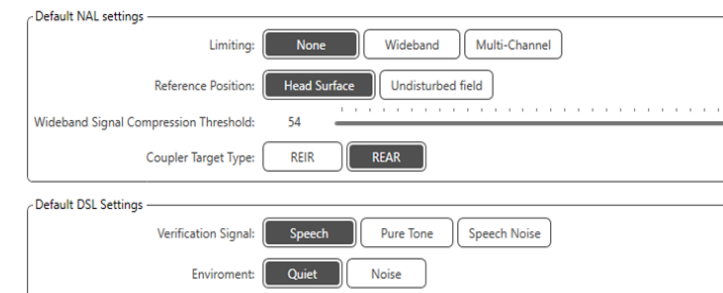 Default NAL settings
Limiting: None Wideband Multi-Channel
Reference Position: Head Surface Undisturbed field
Wideband Signal Compression Threshold: 54
Coupler Target Type: REIR REAR
Default DSL Settings
Verification Signal: Speech Pure Tone Speech Noise
Enviroment: Quiet Noise